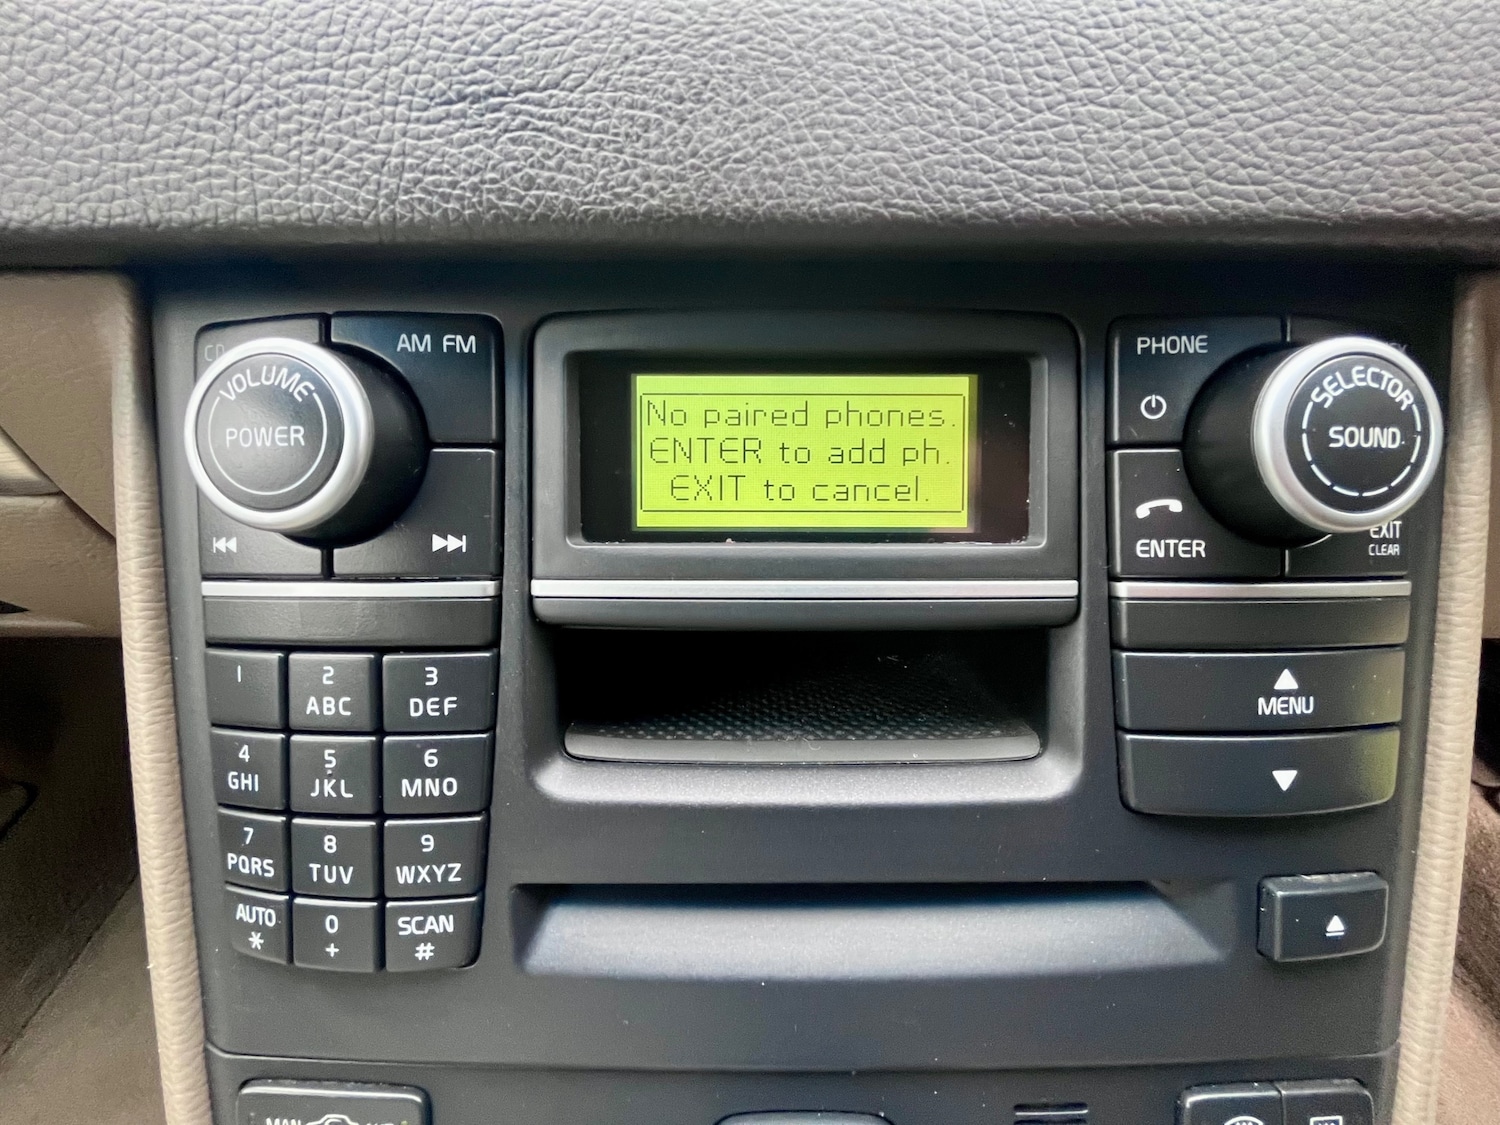 VOLUME
POWER
AM FM
No paired phones.
ENTER to add ph.
EXIT to cancel.
PHONE
SELECTOR
SOUND
ENTER
EXIT
CLEAR
1
2
ABC
3
DEF
4
GHI
5
JKL
6
MNO
7
PQRS
8
TUV
9
WXYZ
AUTO
*
0
+
SCAN
#
MENU
MAN